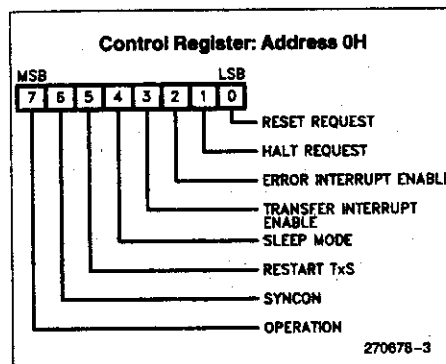 Control Register: Address 0H
MSB LSB
7 6 5 4 3 2 1 0
RESET REQUEST
HALT REQUEST
ERROR INTERRUPT ENABLE
TRANSFER INTERRUPT
ENABLE
SLEEP MODE
RESTART TxS
SYNCON
OPERATION
270678-3